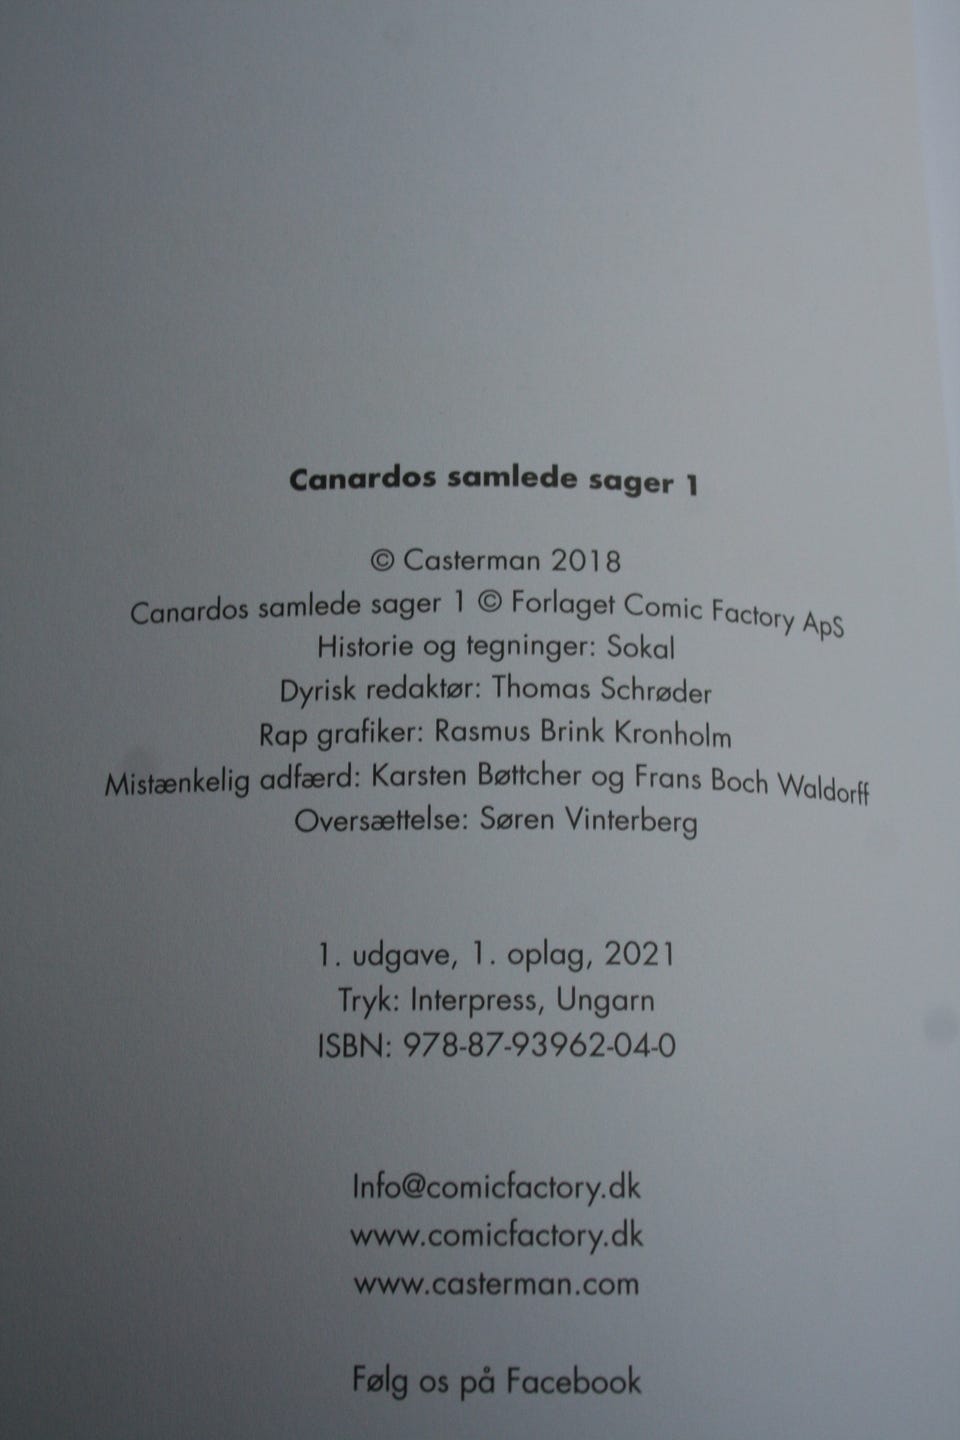 Canardos samlede sager 1
© Casterman 2018
Canardos samlede sager 1 © Forlaget Comic Factory ApS
Historie og tegninger: Sokal
Dyrisk redaktør: Thomas Schrøder
Rap grafiker: Rasmus Brink Kronholm
Mistænkelig adfærd: Karsten Bøttcher og Frans Boch Waldorff
Oversættelse: Søren Vinterberg
1. udgave, 1. oplag, 2021
Tryk: Interpress, Ungarn
ISBN: 978-87-93962-04-0
Info@comicfactory.dk
www.comicfactory.dk
www.casterman.com
Følg os på Facebook